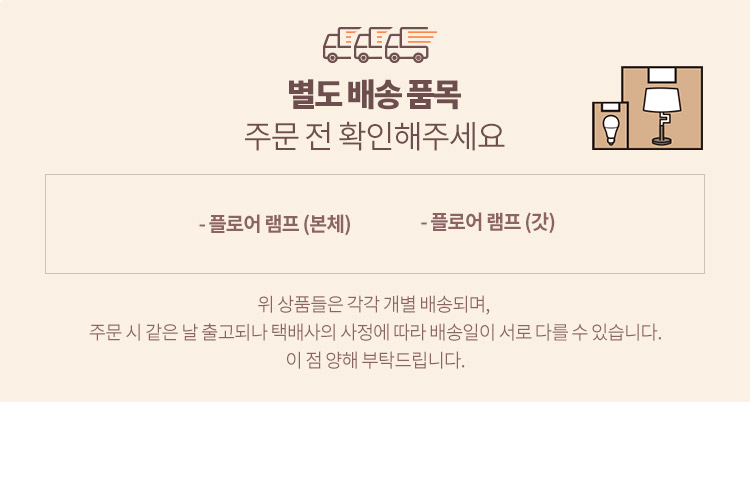 별도 배송 품목
주문 전 확인해주세요
- 플로어 램프 (본체)
- 플로어 램프 (갓)
위 상품들은 각각 개별 배송되며,
주문 시 같은 날 출고되나 택배사의 사정에 따라 배송일이 서로 다를 수 있습니다.
이 점 양해 부탁드립니다.